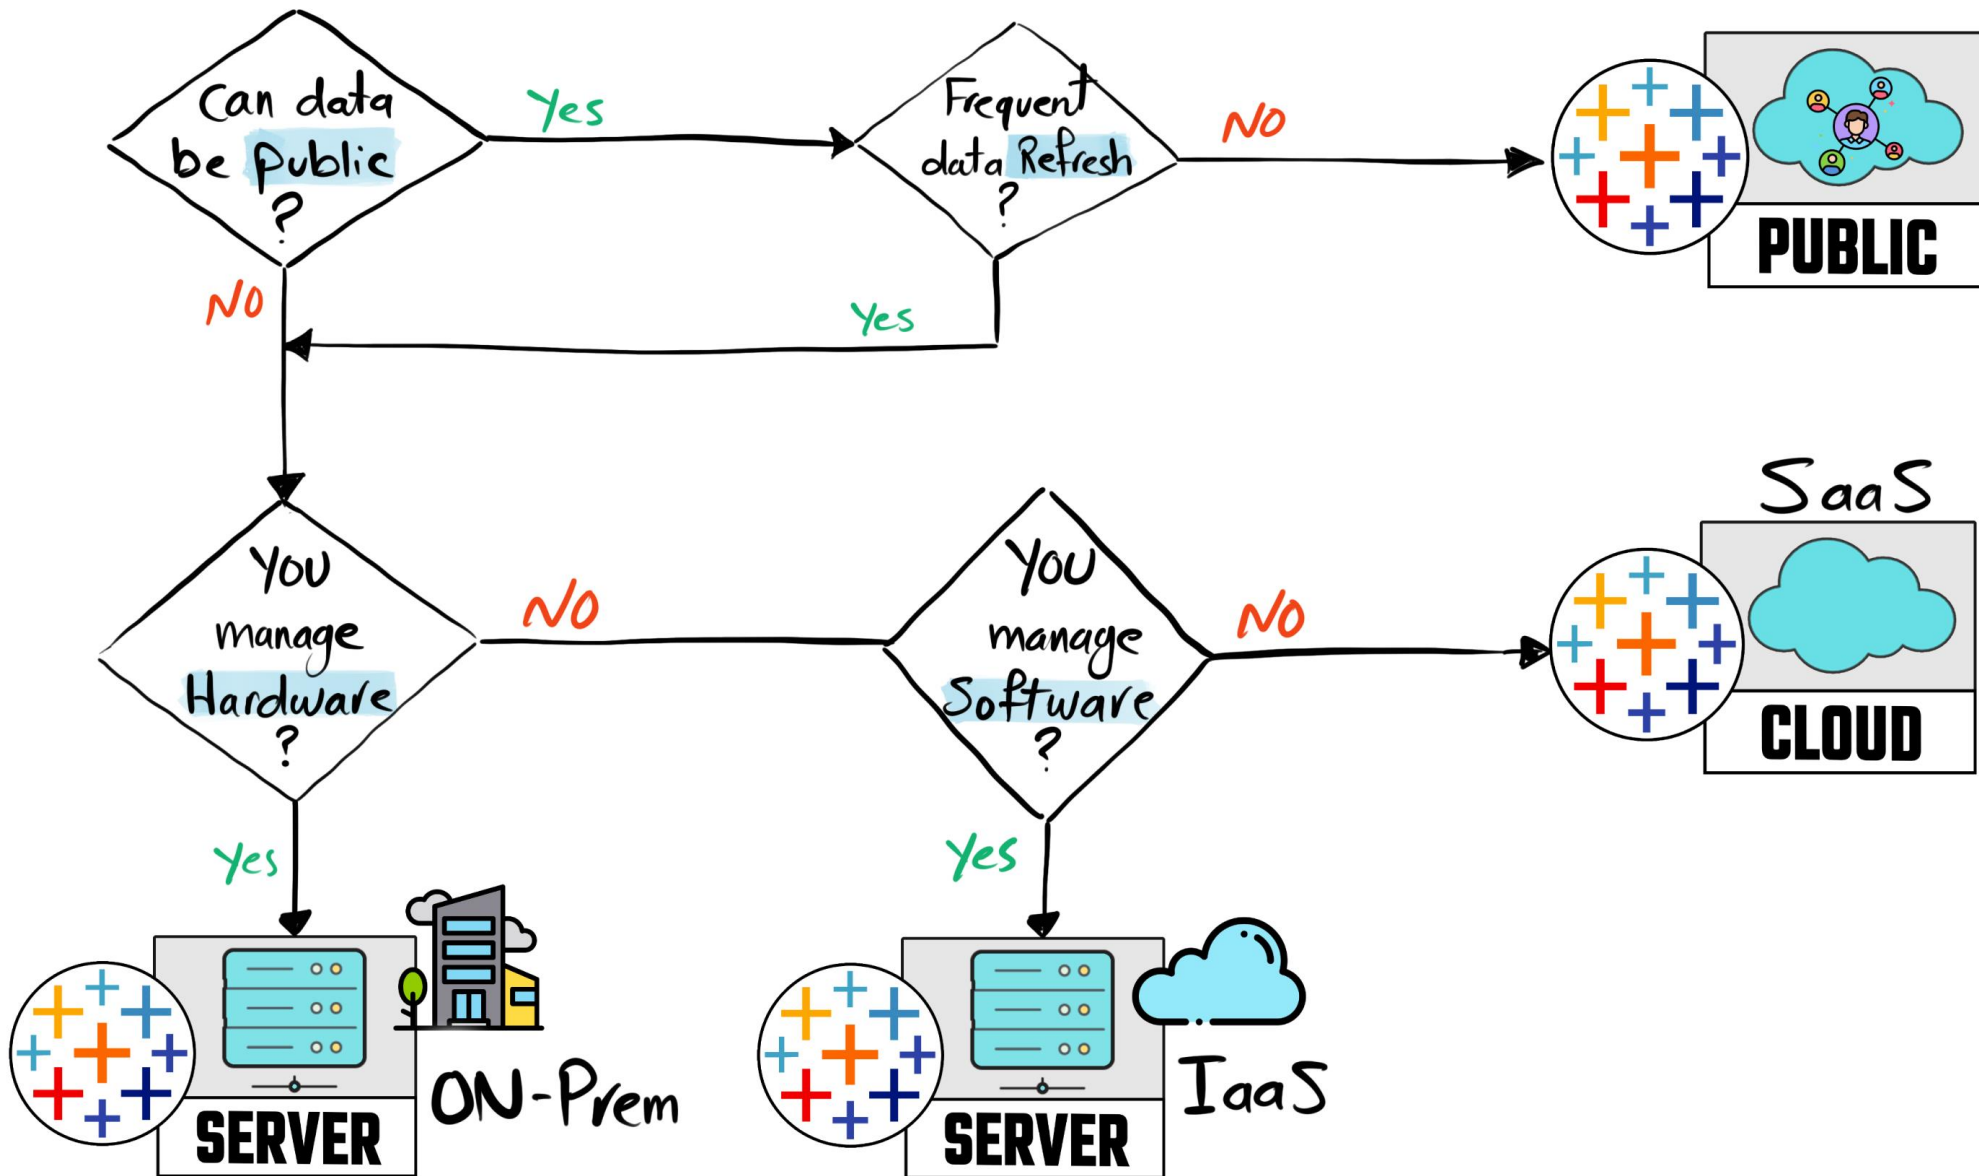 Can data
be Public
?
Yes
Frequent
data Refresh
?
NO
PUBLIC
NO
Yes
SaaS
YOU
manage
Hardware
?
NO
YOU
manage
Software
?
NO
CLOUD
Yes
Yes
ON-Prem
SERVER
IaaS
SERVER